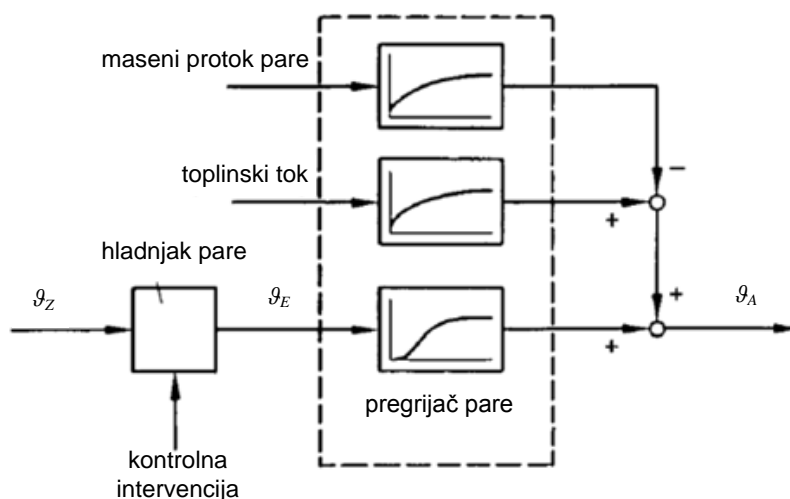 maseni protok pare
−
toplinski tok
+
hladnjak pare
ϑZ
ϑE
+
ϑA
+
pregrijač pare
kontrolna
intervencija